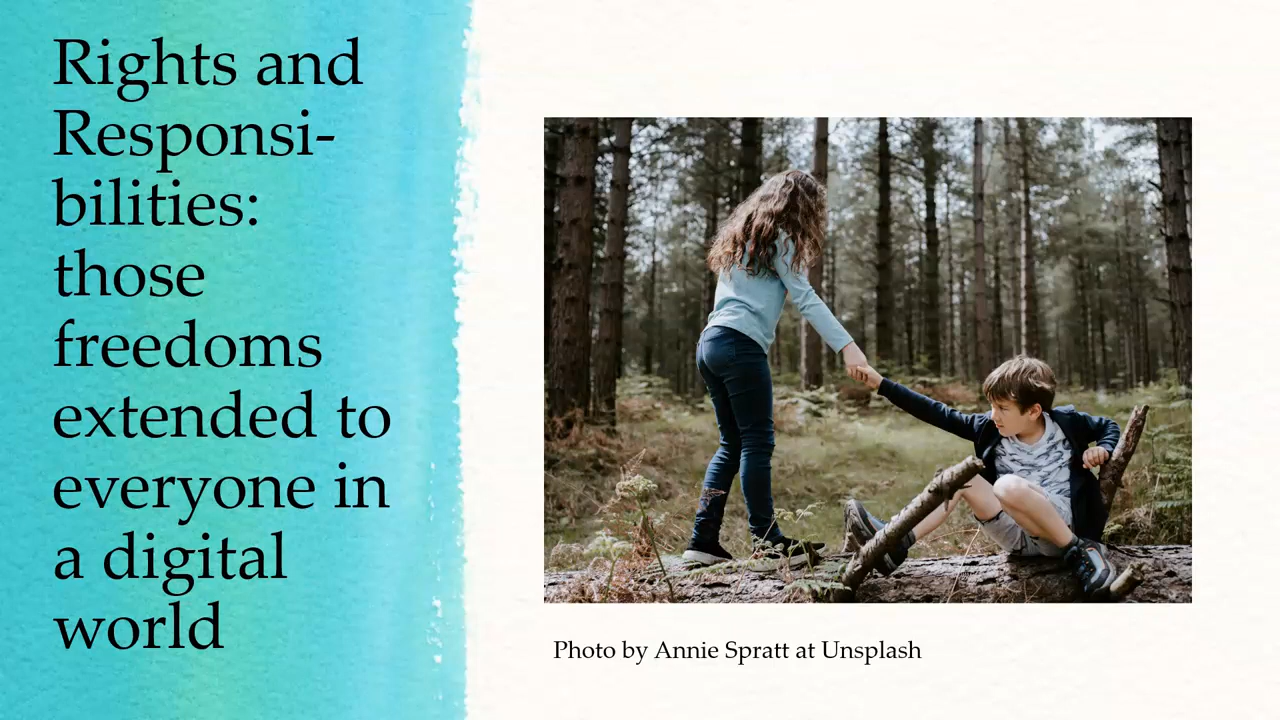 Rights and
Responsi-
bilities:
those
freedoms
extended to
everyone in
a digital
world
Photo by Annie Spratt at Unsplash